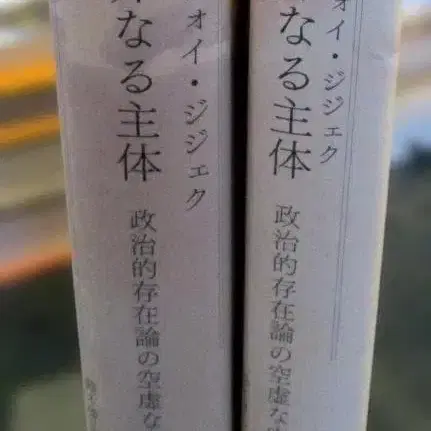 ォイ・ジジェク
なる主体
政治的存在論の空虚な
ォイ・ジジェク
なる主体
政治的存在論の空虚な